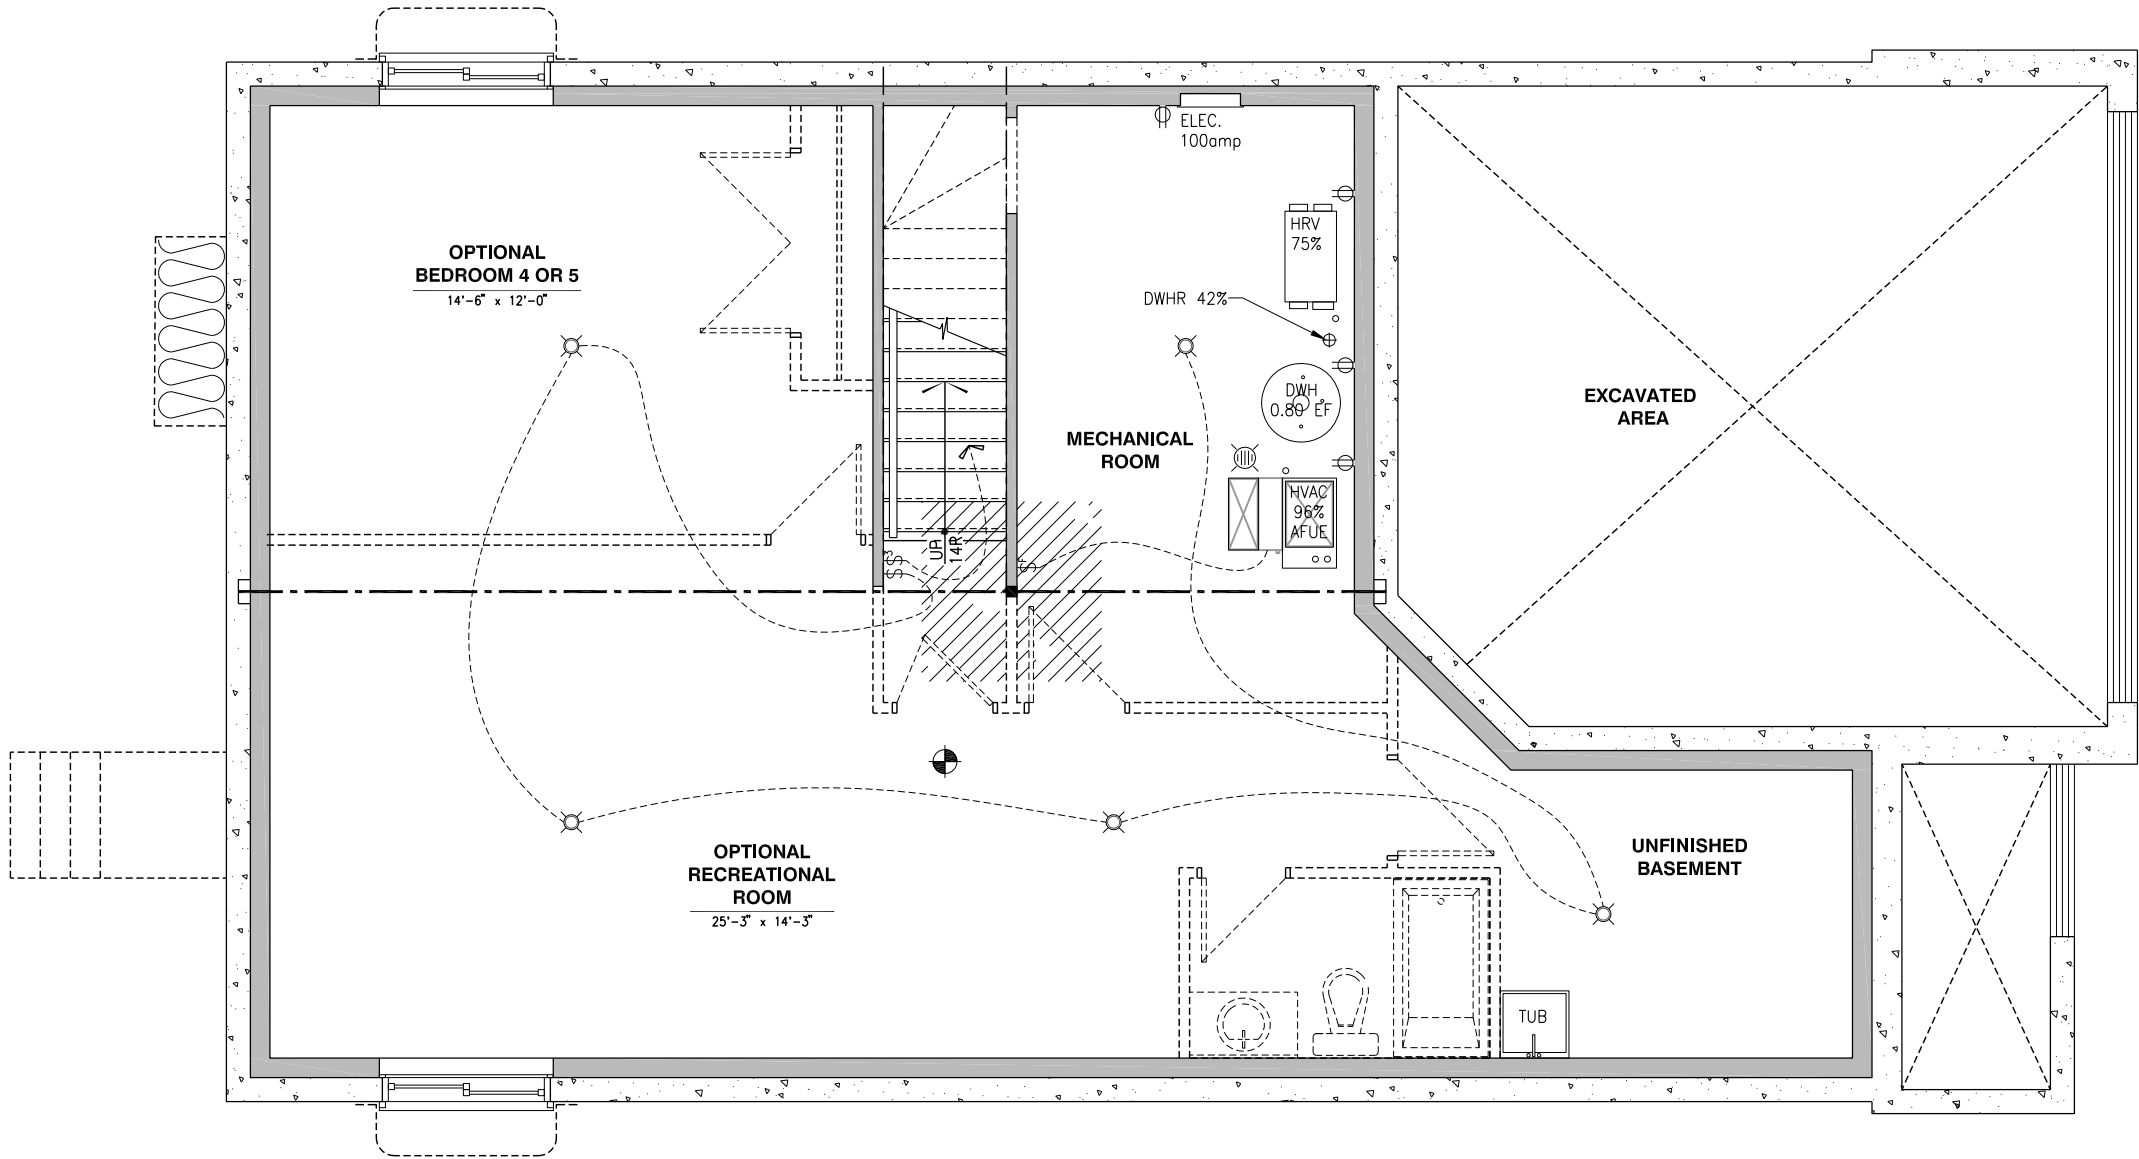 ELEC.
100amp
HRV
75%
OPTIONAL
BEDROOM 4 OR 5
14'-6" x 12'-0"
DWHR 42%
DWH
0.80 EF
EXCAVATED
AREA
MECHANICAL
ROOM
HVAC
96%
AFUE
UP
14R
S S³
S
UNFINISHED
BASEMENT
OPTIONAL
RECREATIONAL
ROOM
25'-3" x 14'-3"
TUB